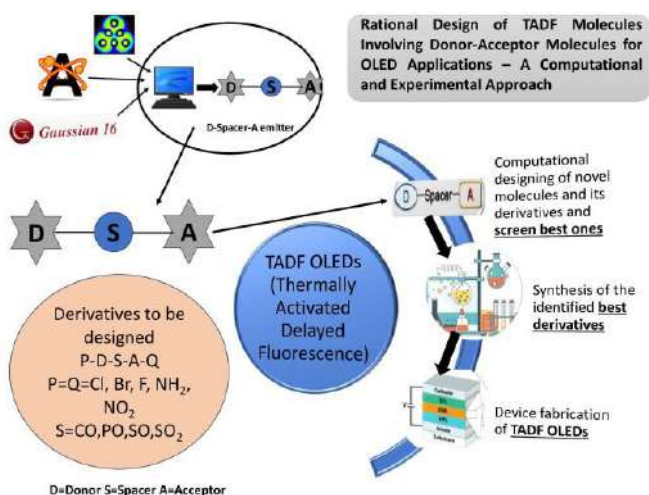 Rational Design of TADF Molecules
Involving Donor-Acceptor Molecules for
OLED Applications – A Computational
and Experimental Approach
A
Gaussian 16
D
S
A
D-Spacer-A emitter
D
S
A
D
Spacer
A
Computational
designing of novel
molecules and its
derivatives and
screen best ones
TADF OLEDs
(Thermally
Activated
Delayed
Fluorescence)
Synthesis of the
identified best
derivatives
Derivatives to be
designed
P-D-S-A-Q
P=Q=Cl, Br, F, NH₂,
NO₂
S=CO,PO,SO,SO₂
Device fabrication
of TADF OLEDs
D=Donor S=Spacer A=Acceptor